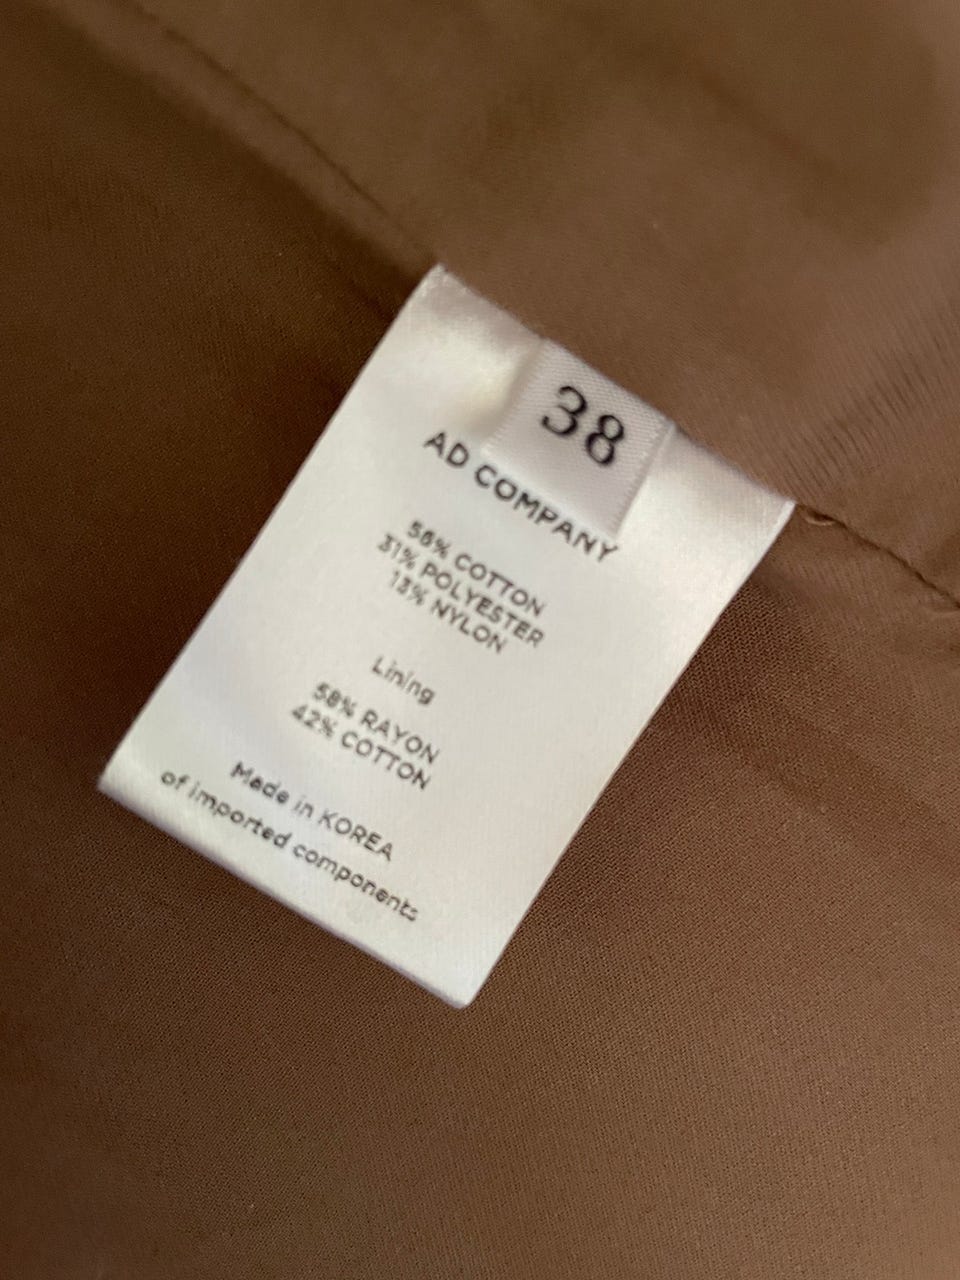 38
AD COMPANY
56% COTTON
31% POLYESTER
13% NYLON
Lining
58% RAYON
42% COTTON
Made in KOREA
of imported components